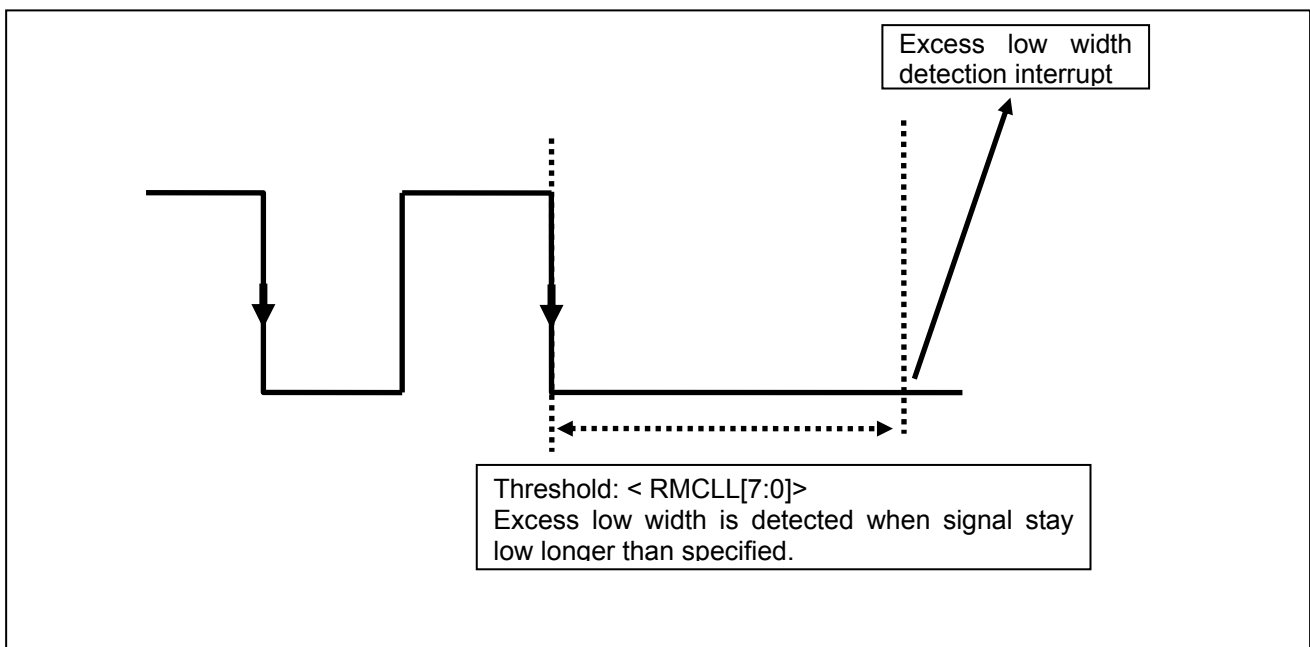 Excess low width
detection interrupt
Threshold: < RMCLL[7:0]>
Excess low width is detected when signal stay
low longer than specified.